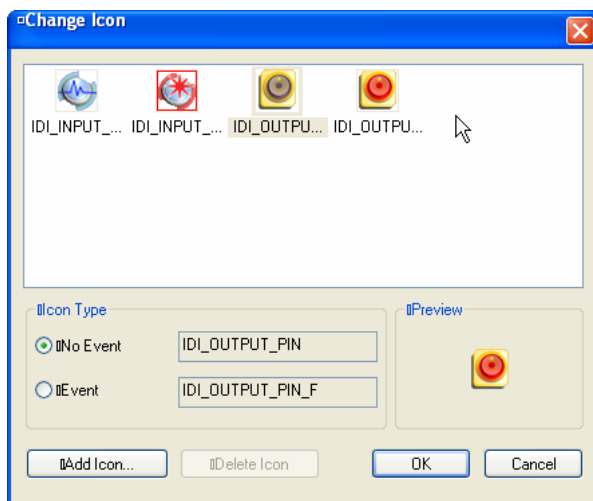 Change Icon
IDI_INPUT_... IDI_INPUT_... IDI_OUTPU... IDI_OUTPU...
Icon Type
Preview
No Event IDI_OUTPUT_PIN
Event IDI_OUTPUT_PIN_F
Add Icon... Delete Icon OK Cancel